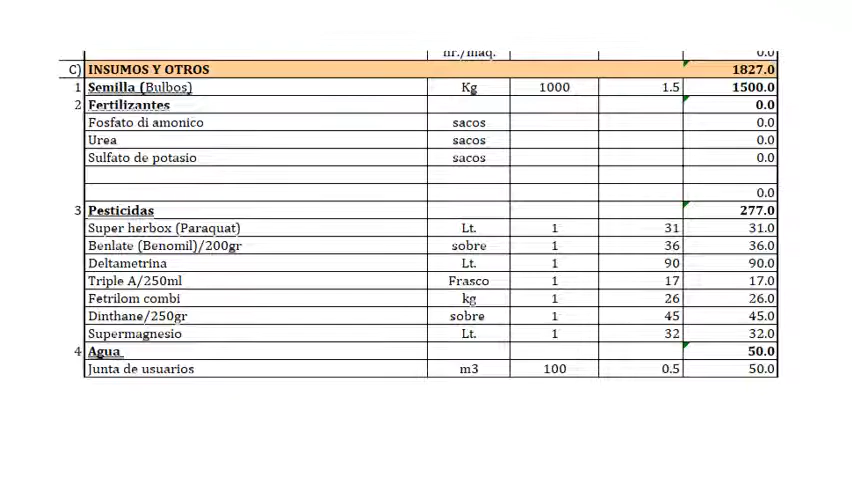 hr./maq. 0.0
C) INSUMOS Y OTROS 1827.0
1 Semilla (Bulbos) Kg 1000 1.5 1500.0
2 Fertilizantes 0.0
Fosfato di amonico sacos 0.0
Urea sacos 0.0
Sulfato de potasio sacos 0.0
0.0
3 Pesticidas 277.0
Super herbox (Paraquat) Lt. 1 31 31.0
Benlate (Benomil)/200gr sobre 1 36 36.0
Deltametrina Lt. 1 90 90.0
Triple A/250ml Frasco 1 17 17.0
Fetrilom combi kg 1 26 26.0
Dinthane/250gr sobre 1 45 45.0
Supermagnesio Lt. 1 32 32.0
4 Agua 50.0
Junta de usuarios m3 100 0.5 50.0